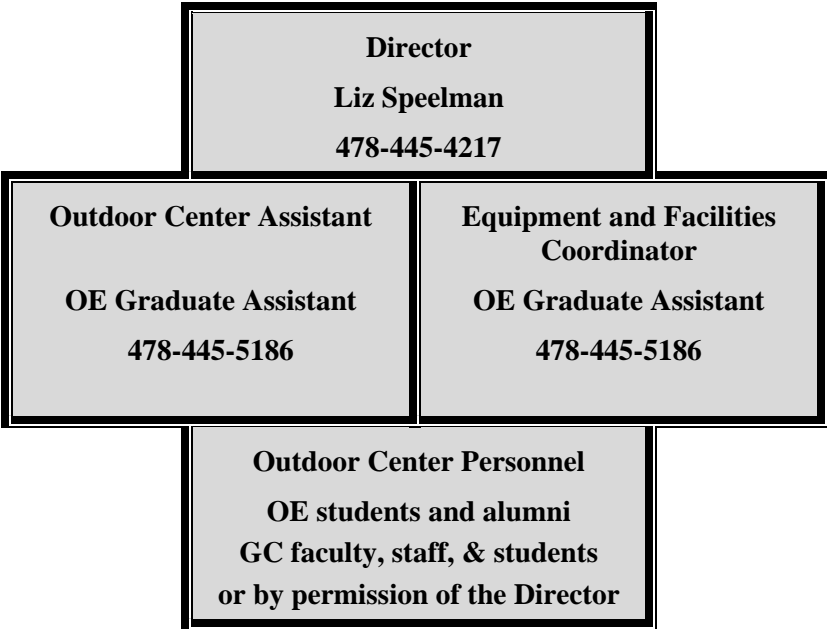 Director
Liz Speelman
478-445-4217
Outdoor Center Assistant
OE Graduate Assistant
478-445-5186
Equipment and Facilities
Coordinator
OE Graduate Assistant
478-445-5186
Outdoor Center Personnel
OE students and alumni
GC faculty, staff, & students
or by permission of the Director